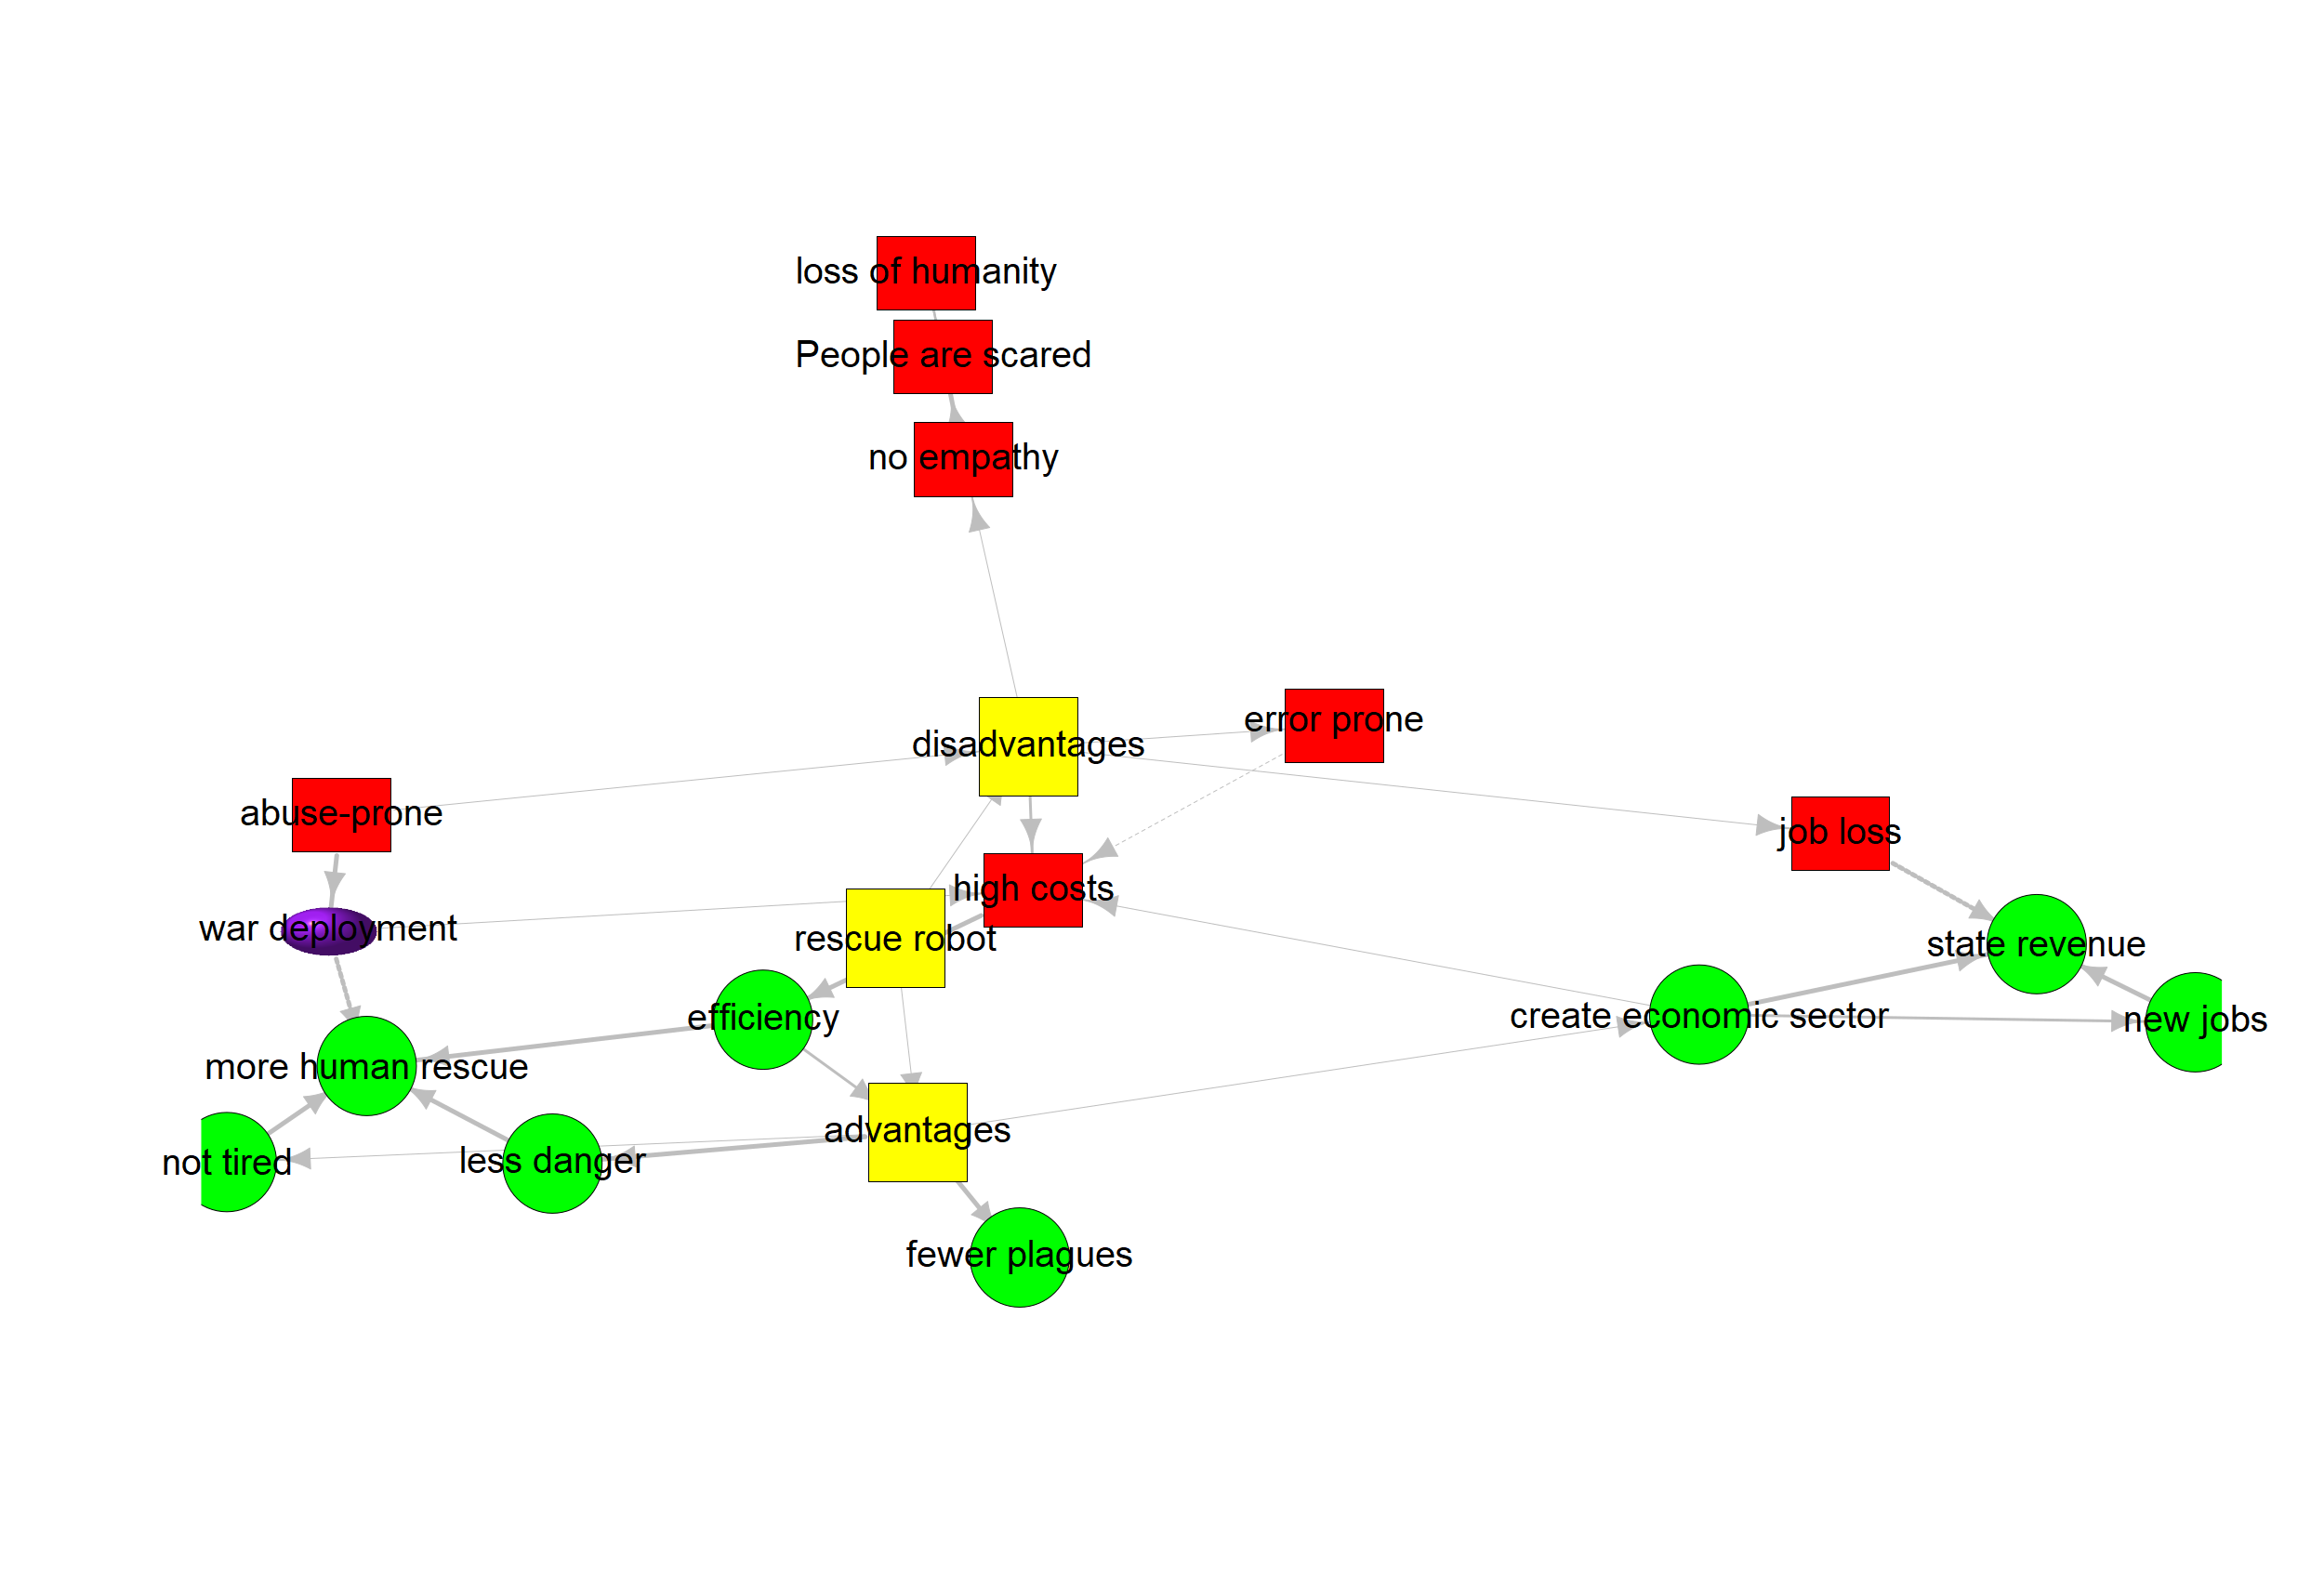 loss of humanity
People are scared
no empathy
error prone
disadvantages
abuse-prone
job loss
high costs
war deployment
rescue robot
state revenue
efficiency
create economic sector
new jobs
more human rescue
advantages
not tired
less danger
fewer plagues